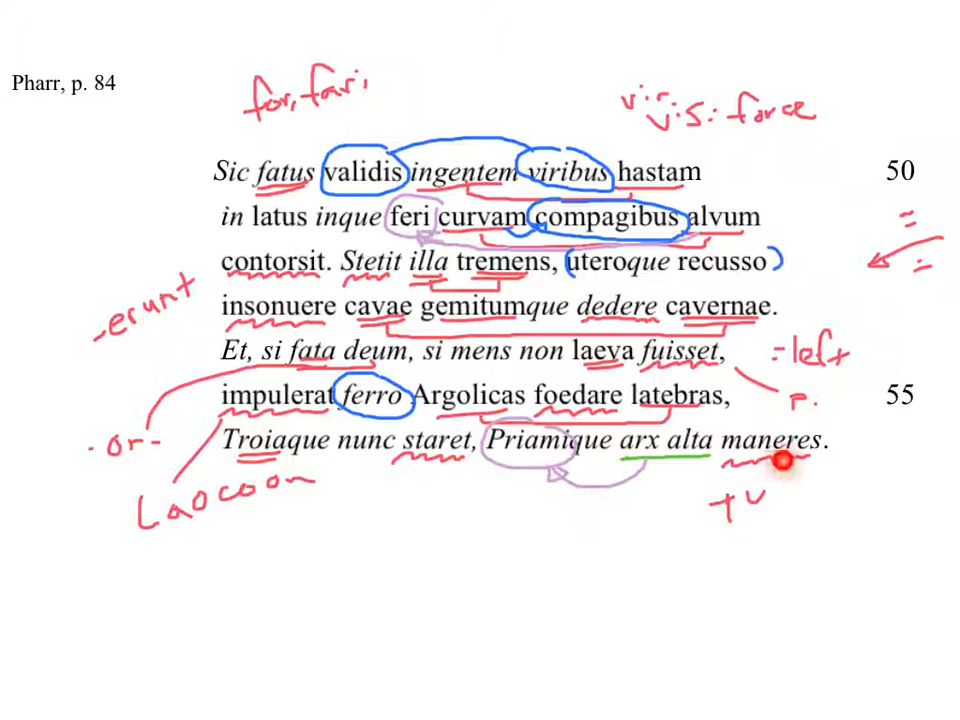 Pharr, p. 84
for, fari,
vir
vis: force
Sic fatus validis ingentem viribus hastam 50
in latus inque feri curvam compagibus alvum
contorsit. Stetit illa tremens, (uteroque recusso)
-erunt
insonuere cavae gemitumque dedere cavernae.
Et, si fata deum, si mens non laeva fuisset, = left
impulerat ferro Argolicas foedare latebras, p. 55
-or-
Troiaque nunc staret, Priamique arx alta maneres.
Laocoon
tu